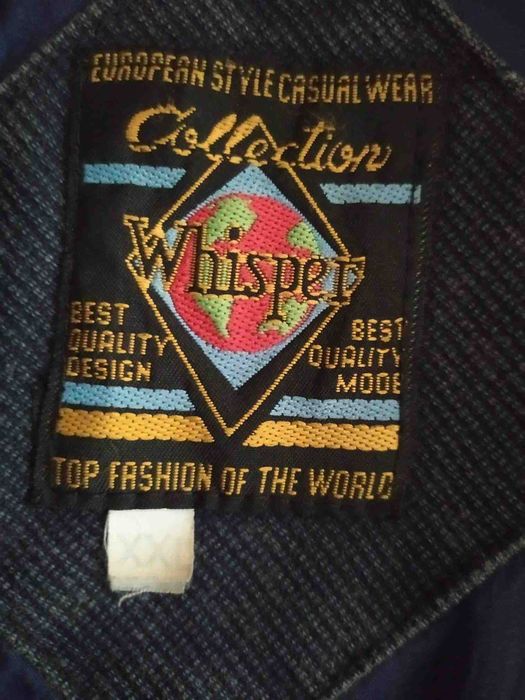 EUROPEAN STYLE CASUAL WEAR
Collection
Whisper
BEST
QUALITY
DESIGN
BEST
QUALITY
MODE
TOP FASHION OF THE WORLD